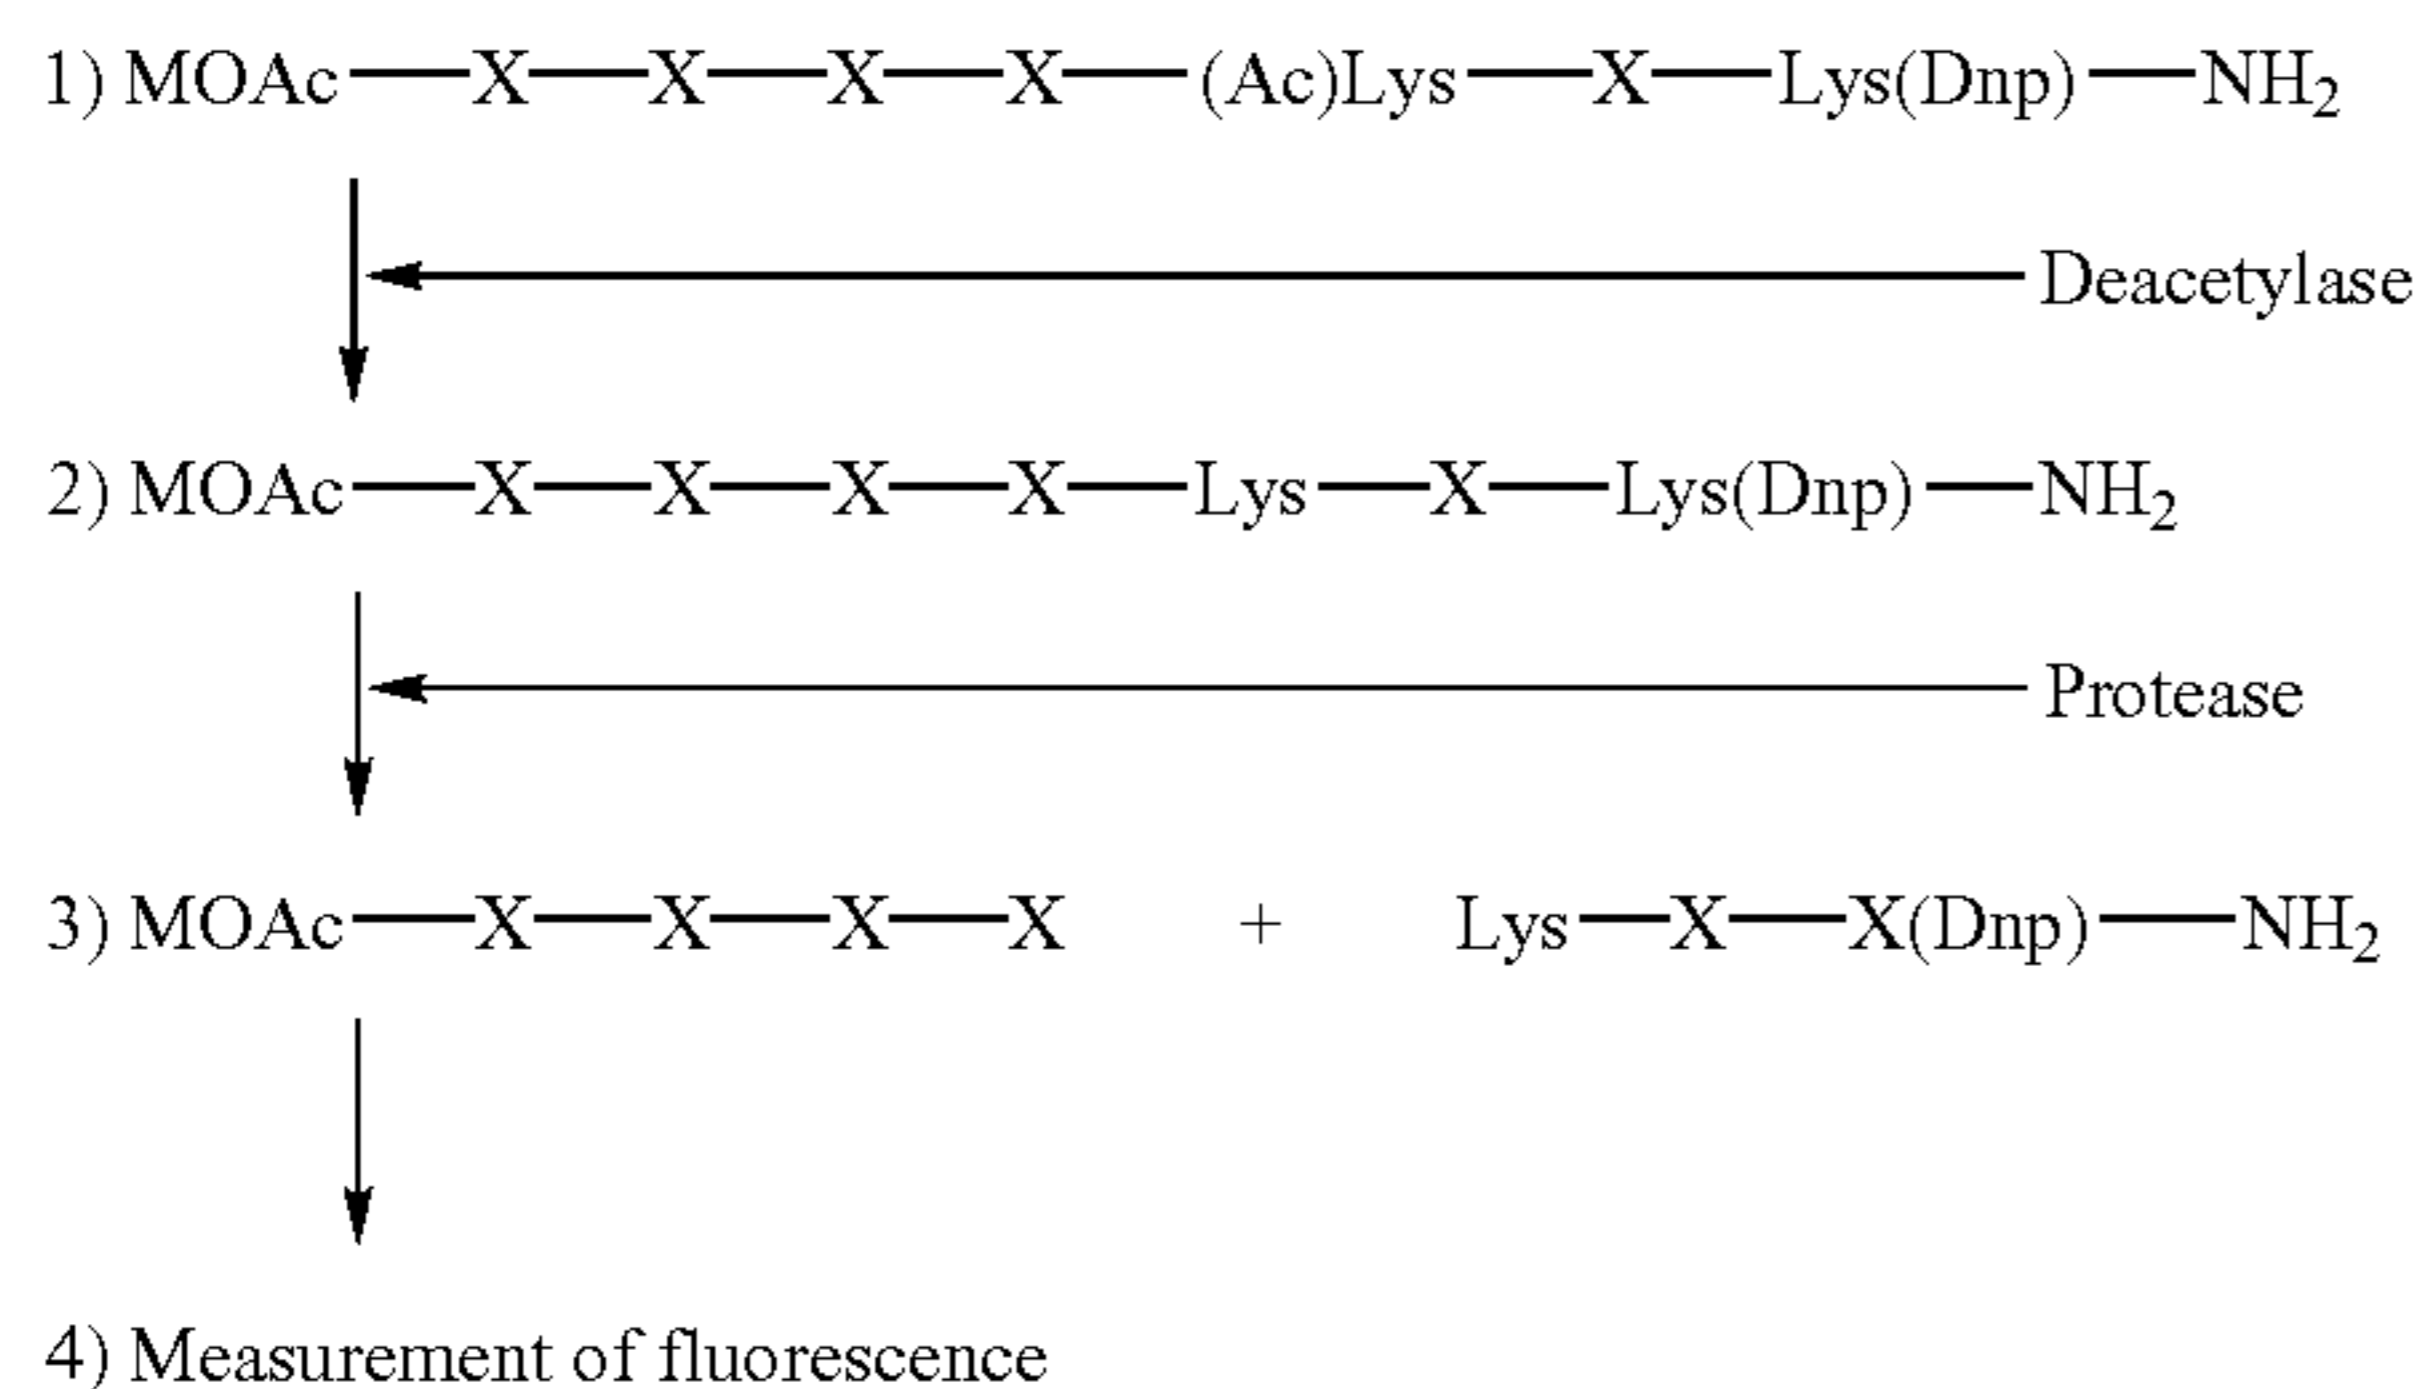 1) MOAc—X—X—X—X—(Ac)Lys—X—Lys(Dnp)—NH₂
Deacetylase
2) MOAc—X—X—X—X—Lys—X—Lys(Dnp)—NH₂
Protease
3) MOAc—X—X—X—X + Lys—X—X(Dnp)—NH₂
4) Measurement of fluorescence